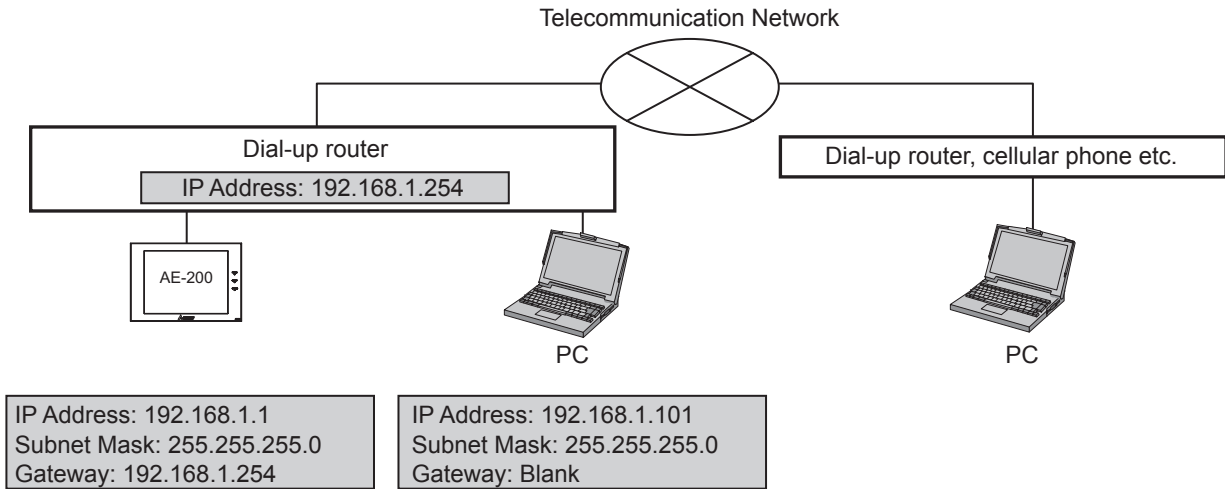 Telecommunication Network
Dial-up router
IP Address: 192.168.1.254
Dial-up router, cellular phone etc.
AE-200
PC
PC
IP Address: 192.168.1.1
Subnet Mask: 255.255.255.0
Gateway: 192.168.1.254
IP Address: 192.168.1.101
Subnet Mask: 255.255.255.0
Gateway: Blank